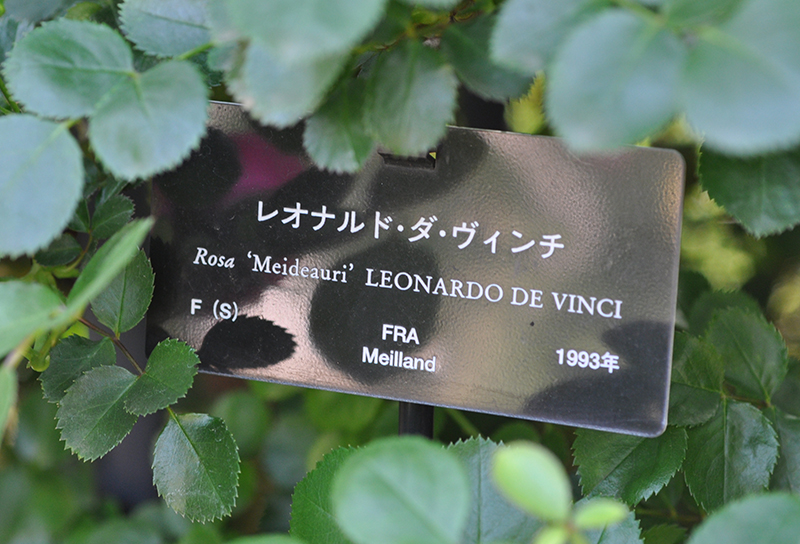 レオナルド・ダ・ヴィンチ
Rosa ‘Meideauri’ LEONARDO DE VINCI
F（S）
FRA
Meilland 1993年